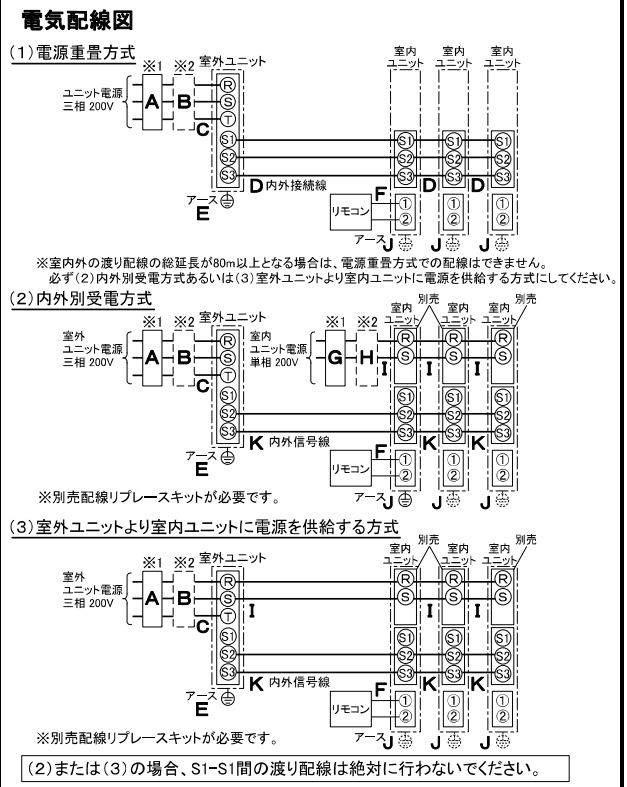 電気配線図
(1)電源重畳方式
※1 ※2 室外ユニット
室内 ユニット
室内 ユニット
室内 ユニット
ユニット電源
三相 200V
A B C
R
S
T
S1 S1 S1 S1
S2 S2 S2 S2
S3 S3 S3 S3
D 内外接続線 F D D
リモコン
① ① ①
② ② ②
アース
E
アース J J J
※室内外の渡り配線の総延長が80m以上となる場合は、電源重畳方式での配線はできません。
必ず(2)内外別受電方式あるいは(3)室外ユニットより室内ユニットに電源を供給する方式にしてください。
(2)内外別受電方式
※1 ※2 室外ユニット
※1 ※2
室内 ユニット
別売
室内 ユニット
室内 ユニット
別売
室外
ユニット電源
三相 200V
A B C
室内
ユニット電源
単相 200V
G H I I I
R R R R
S S S S
T
S1 S1 S1 S1
S2 S2 S2 S2
S3 S3 S3 S3
K 内外信号線 F K K
リモコン
① ① ①
② ② ②
アース
E
アース J J J
※別売配線リプレースキットが必要です。
(3)室外ユニットより室内ユニットに電源を供給する方式
※1 ※2 室外ユニット
室内 ユニット
別売
室内 ユニット
室内 ユニット
別売
室外
ユニット電源
三相 200V
A B C
R R R R
S S S S
T I I I
S1 S1 S1 S1
S2 S2 S2 S2
S3 S3 S3 S3
K 内外信号線 F K K
リモコン
① ① ①
② ② ②
アース
E
アース J J J
※別売配線リプレースキットが必要です。
(2)または(3)の場合、S1-S1間の渡り配線は絶対に行わないでください。